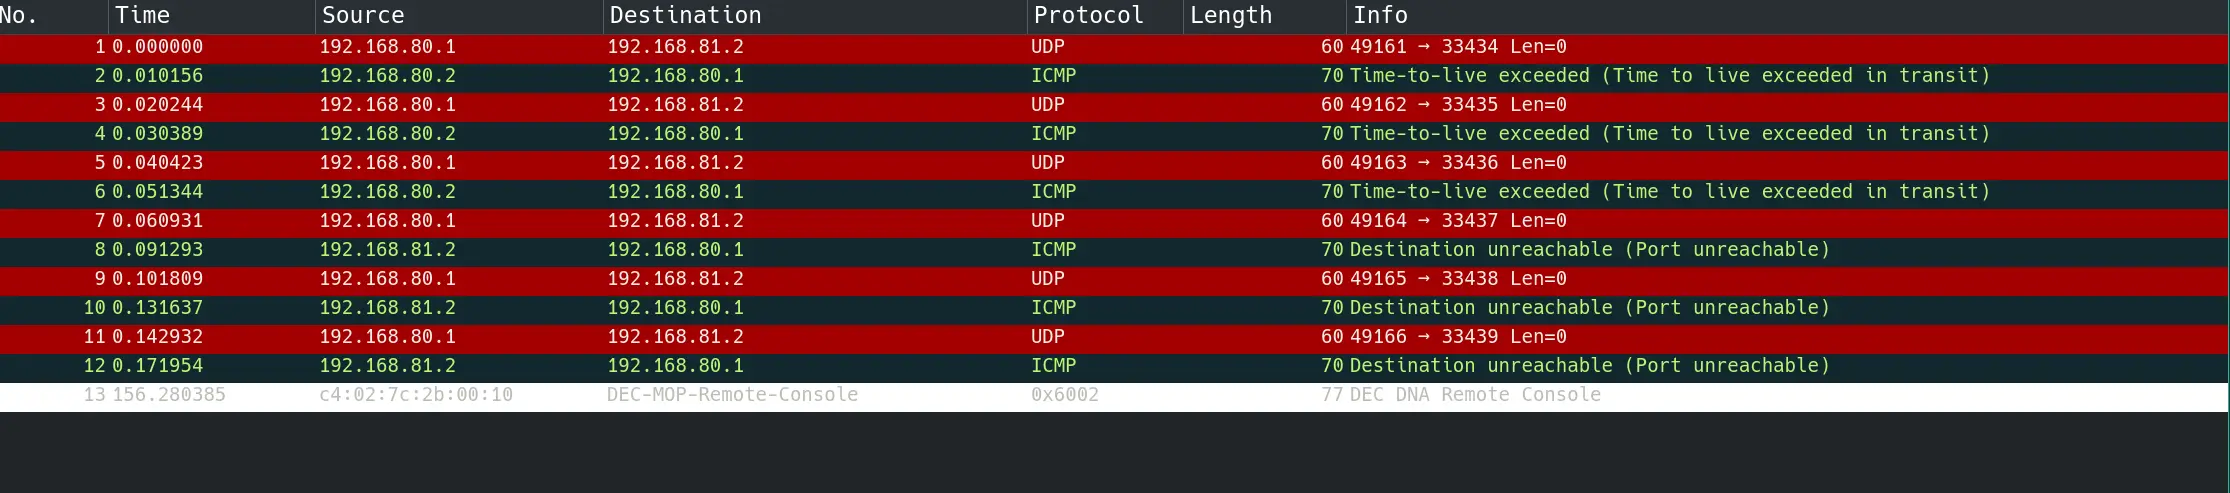 No. Time Source Destination Protocol Length Info
1 0.000000 192.168.80.1 192.168.81.2 UDP 60 49161 → 33434 Len=0
2 0.010156 192.168.80.2 192.168.80.1 ICMP 70 Time-to-live exceeded (Time to live exceeded in transit)
3 0.020244 192.168.80.1 192.168.81.2 UDP 60 49162 → 33435 Len=0
4 0.030389 192.168.80.2 192.168.80.1 ICMP 70 Time-to-live exceeded (Time to live exceeded in transit)
5 0.040423 192.168.80.1 192.168.81.2 UDP 60 49163 → 33436 Len=0
6 0.051344 192.168.80.2 192.168.80.1 ICMP 70 Time-to-live exceeded (Time to live exceeded in transit)
7 0.060931 192.168.80.1 192.168.81.2 UDP 60 49164 → 33437 Len=0
8 0.091293 192.168.81.2 192.168.80.1 ICMP 70 Destination unreachable (Port unreachable)
9 0.101809 192.168.80.1 192.168.81.2 UDP 60 49165 → 33438 Len=0
10 0.131637 192.168.81.2 192.168.80.1 ICMP 70 Destination unreachable (Port unreachable)
11 0.142932 192.168.80.1 192.168.81.2 UDP 60 49166 → 33439 Len=0
12 0.171954 192.168.81.2 192.168.80.1 ICMP 70 Destination unreachable (Port unreachable)
13 156.280385 c4:02:7c:2b:00:10 DEC-MOP-Remote-Console 0x6002 77 DEC DNA Remote Console